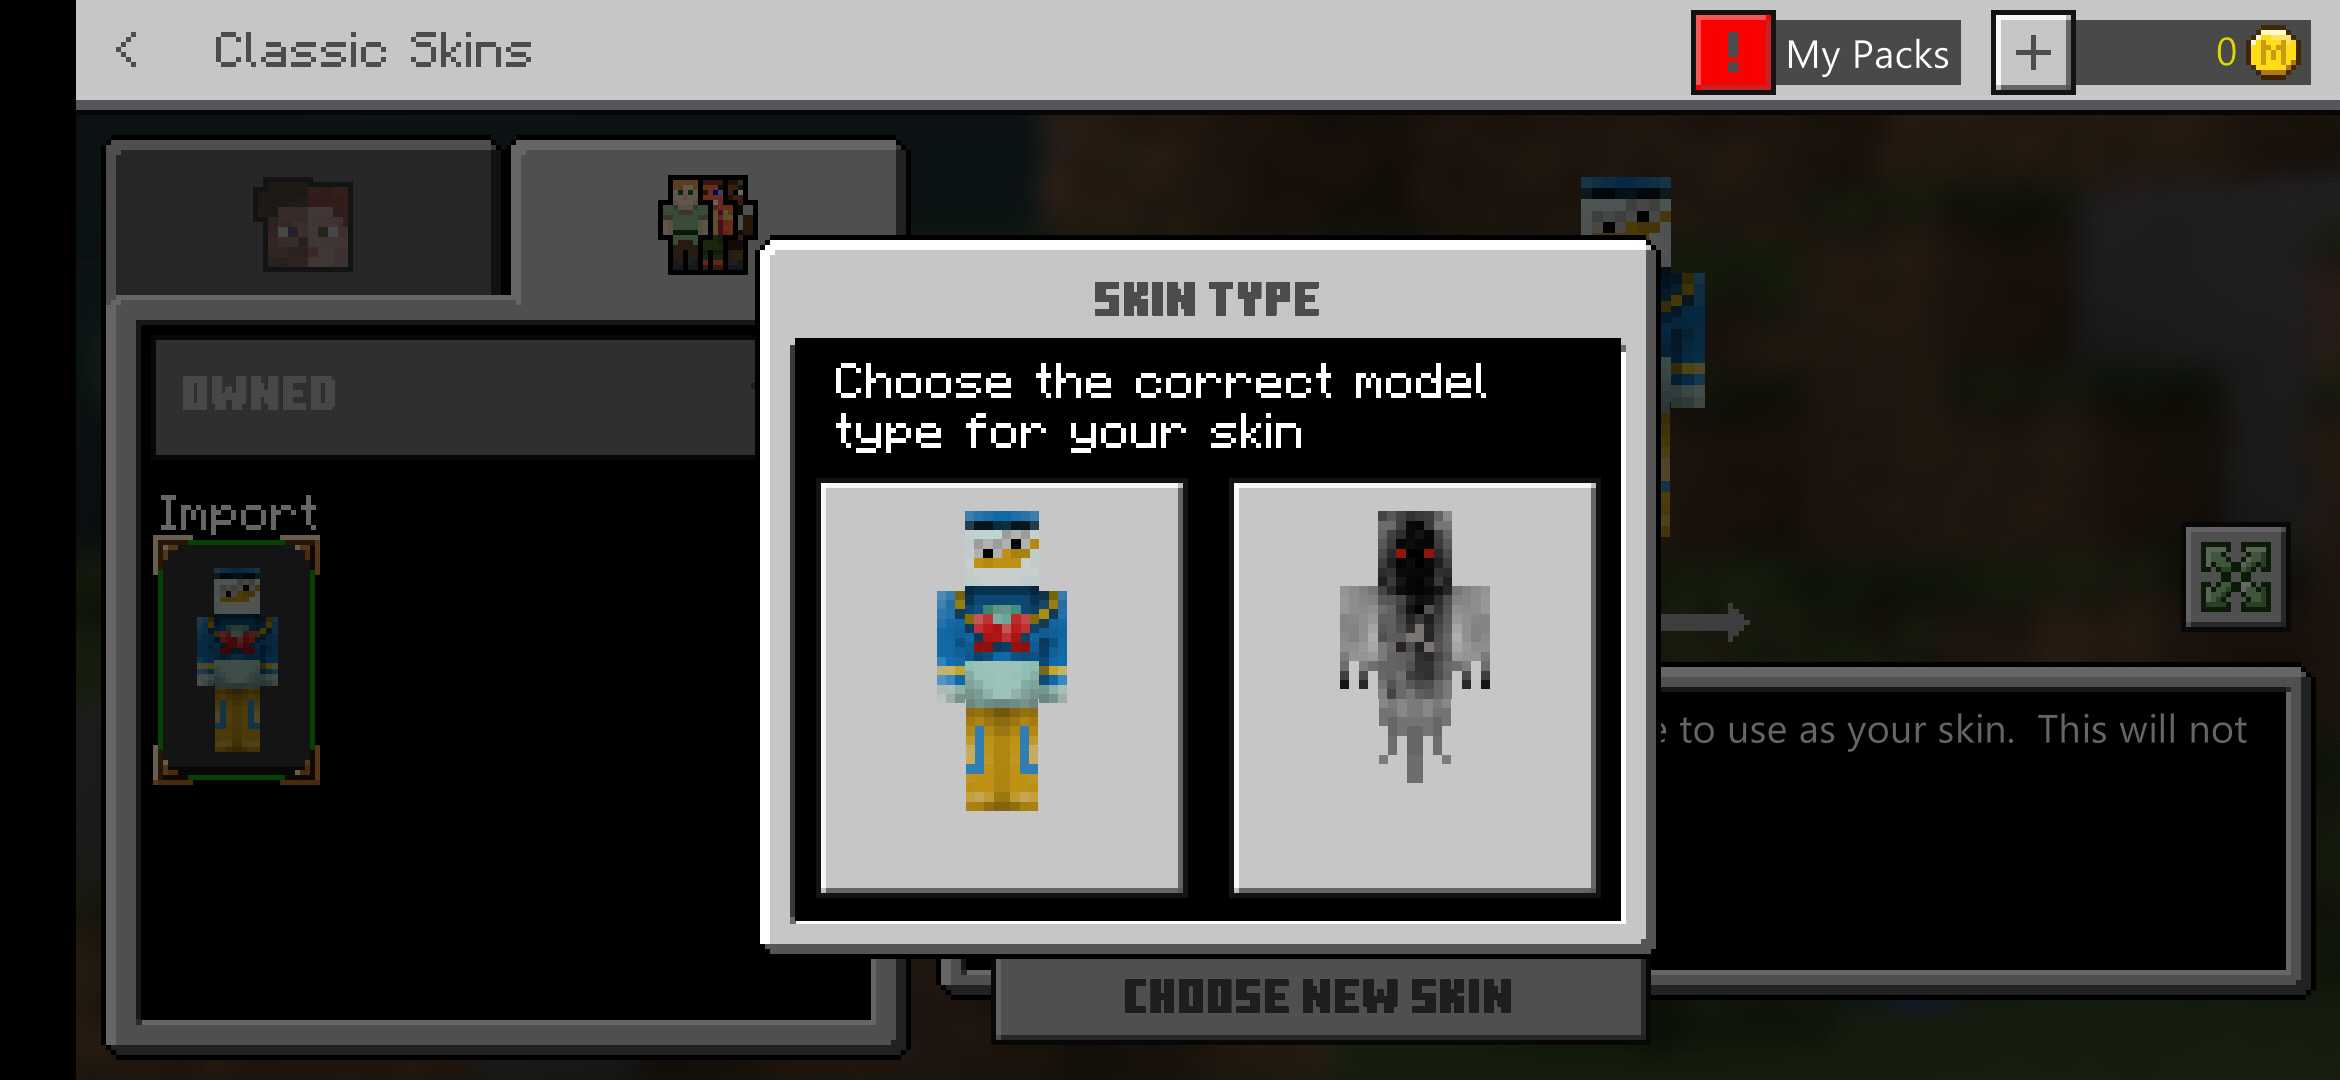 Classic Skins
! My Packs
+ 0
OWNED
Import
SKIN TYPE
Choose the correct model
type for your skin
to use as your skin. This will not
CHOOSE NEW SKIN